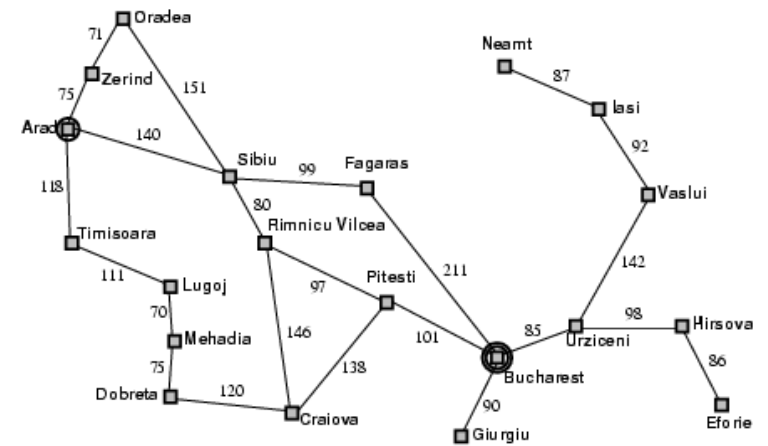 Oradea
71
Neamt
Zerind
87
75
151
Iasi
Arad
140
92
Sibiu
99
Fagaras
118
80
Vaslui
Timisoara
Rimnicu Vilcea
111
Lugoj
97
Pitesti
211
142
70
Mehadia
146
101
85
98
Hirsova
Urziceni
75
138
86
Bucharest
Dobreta
120
90
Craiova
Eforie
Giurgiu